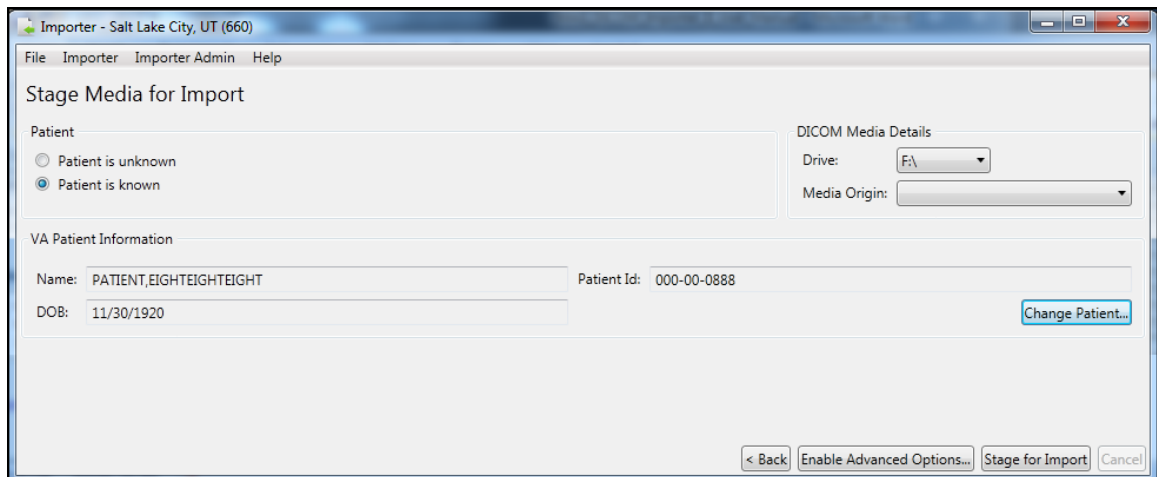 Importer - Salt Lake City, UT (660)
File Importer Importer Admin Help
Stage Media for Import
Patient
Patient is unknown
Patient is known
DICOM Media Details
Drive: F:\
Media Origin:
VA Patient Information
Name: PATIENT,EIGHTEIGHTEIGHT Patient Id: 000-00-0888
DOB: 11/30/1920
Change Patient...
< Back Enable Advanced Options... Stage for Import Cancel